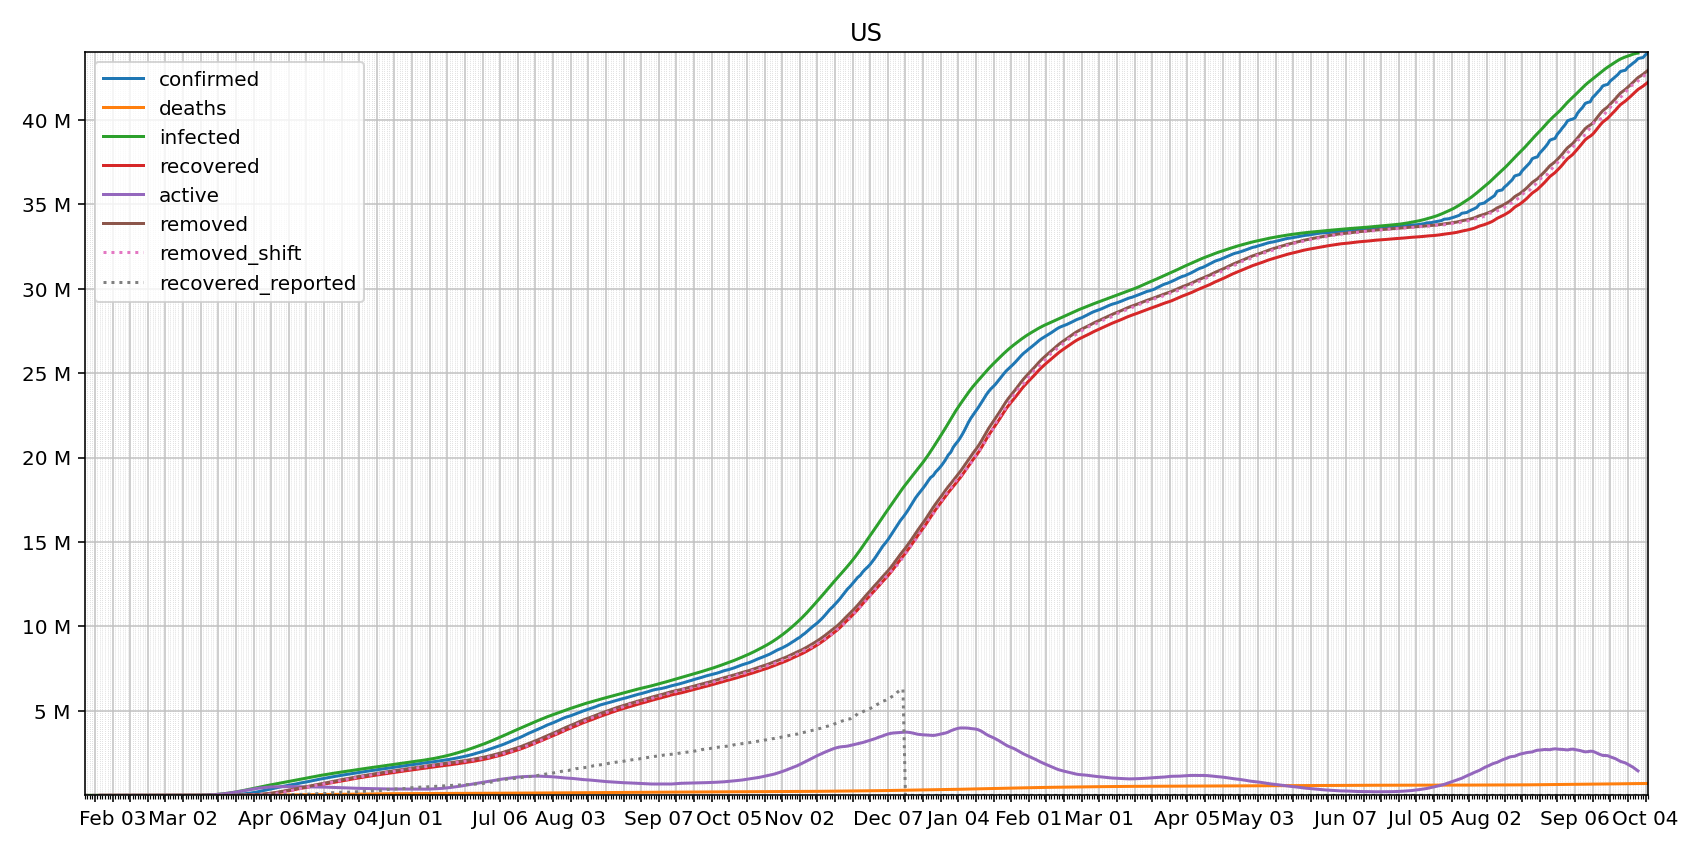 US
confirmed
deaths
infected
recovered
active
removed
removed_shift
recovered_reported
40 M
35 M
30 M
25 M
20 M
15 M
10 M
5 M
Feb 03 Mar 02 Apr 06 May 04 Jun 01 Jul 06 Aug 03 Sep 07 Oct 05 Nov 02 Dec 07 Jan 04 Feb 01 Mar 01 Apr 05 May 03 Jun 07 Jul 05 Aug 02 Sep 06 Oct 04